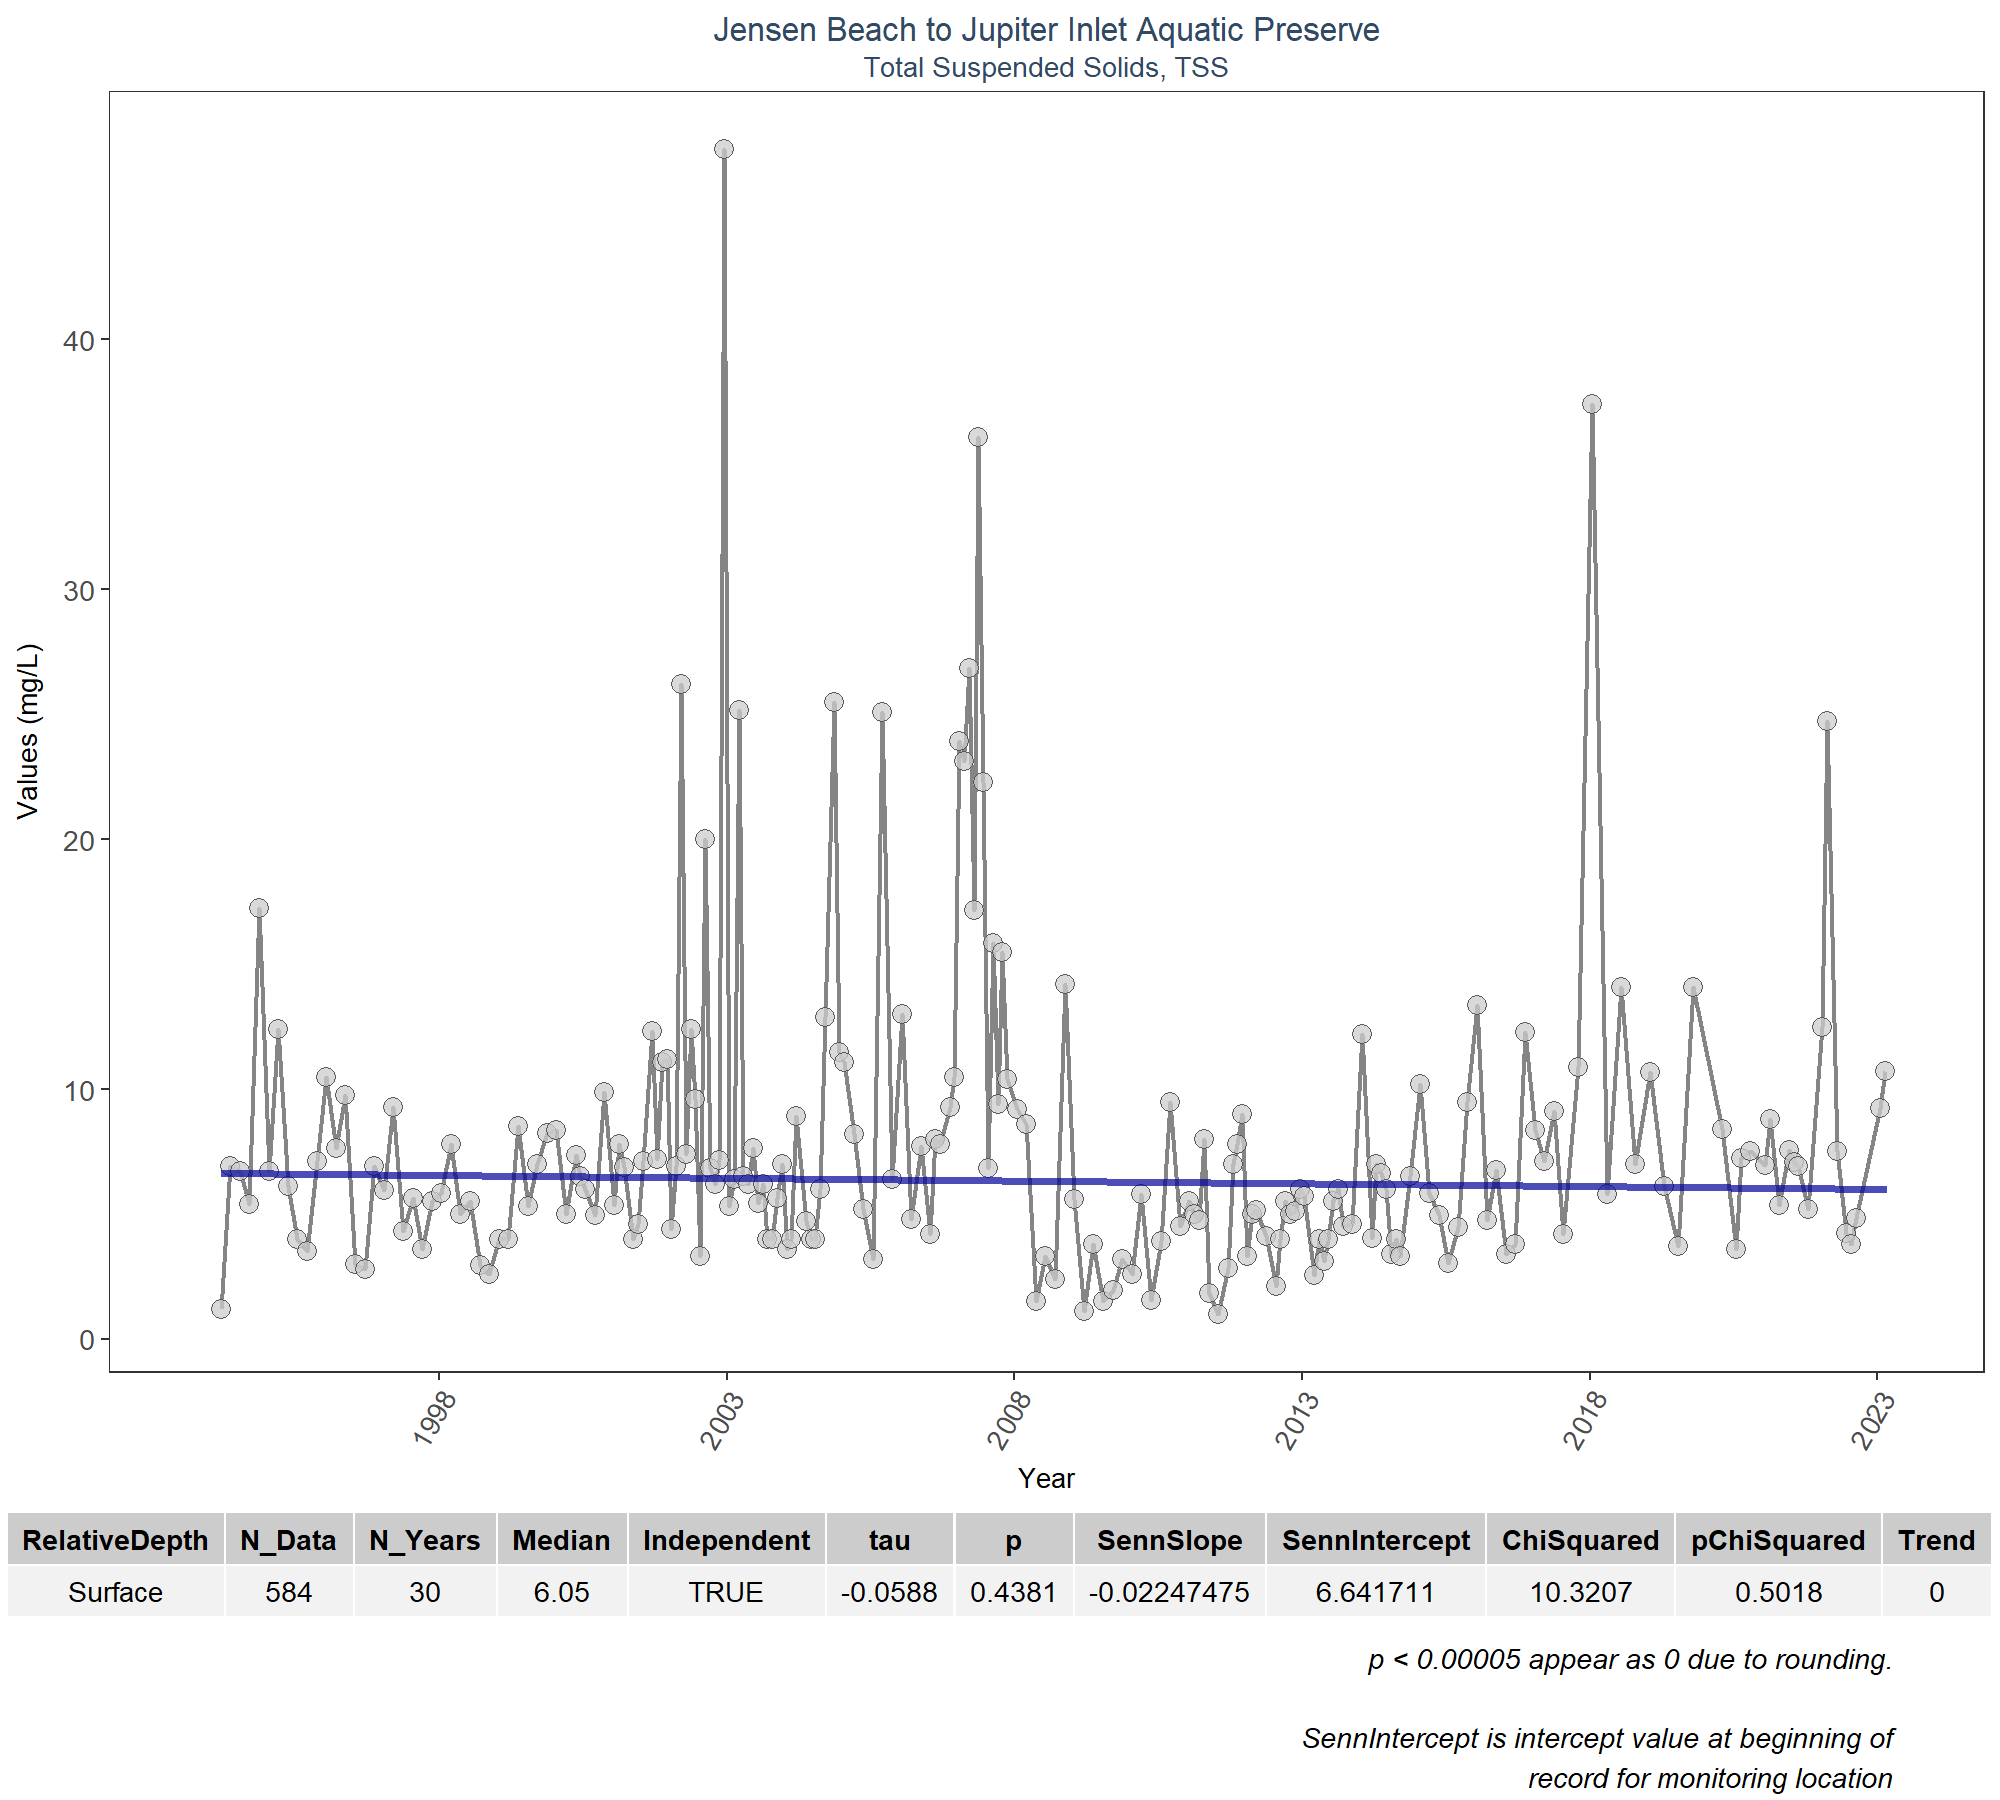 Jensen Beach to Jupiter Inlet Aquatic Preserve
Total Suspended Solids, TSS
Values (mg/L)
40
30
20
10
0
1998 2003 2008 2013 2018 2023
Year
RelativeDepth N_Data N_Years Median Independent tau p SennSlope SennIntercept ChiSquared pChiSquared Trend
Surface 584 30 6.05 TRUE -0.0588 0.4381 -0.02247475 6.641711 10.3207 0.5018 0
p < 0.00005 appear as 0 due to rounding.
SennIntercept is intercept value at beginning of
record for monitoring location